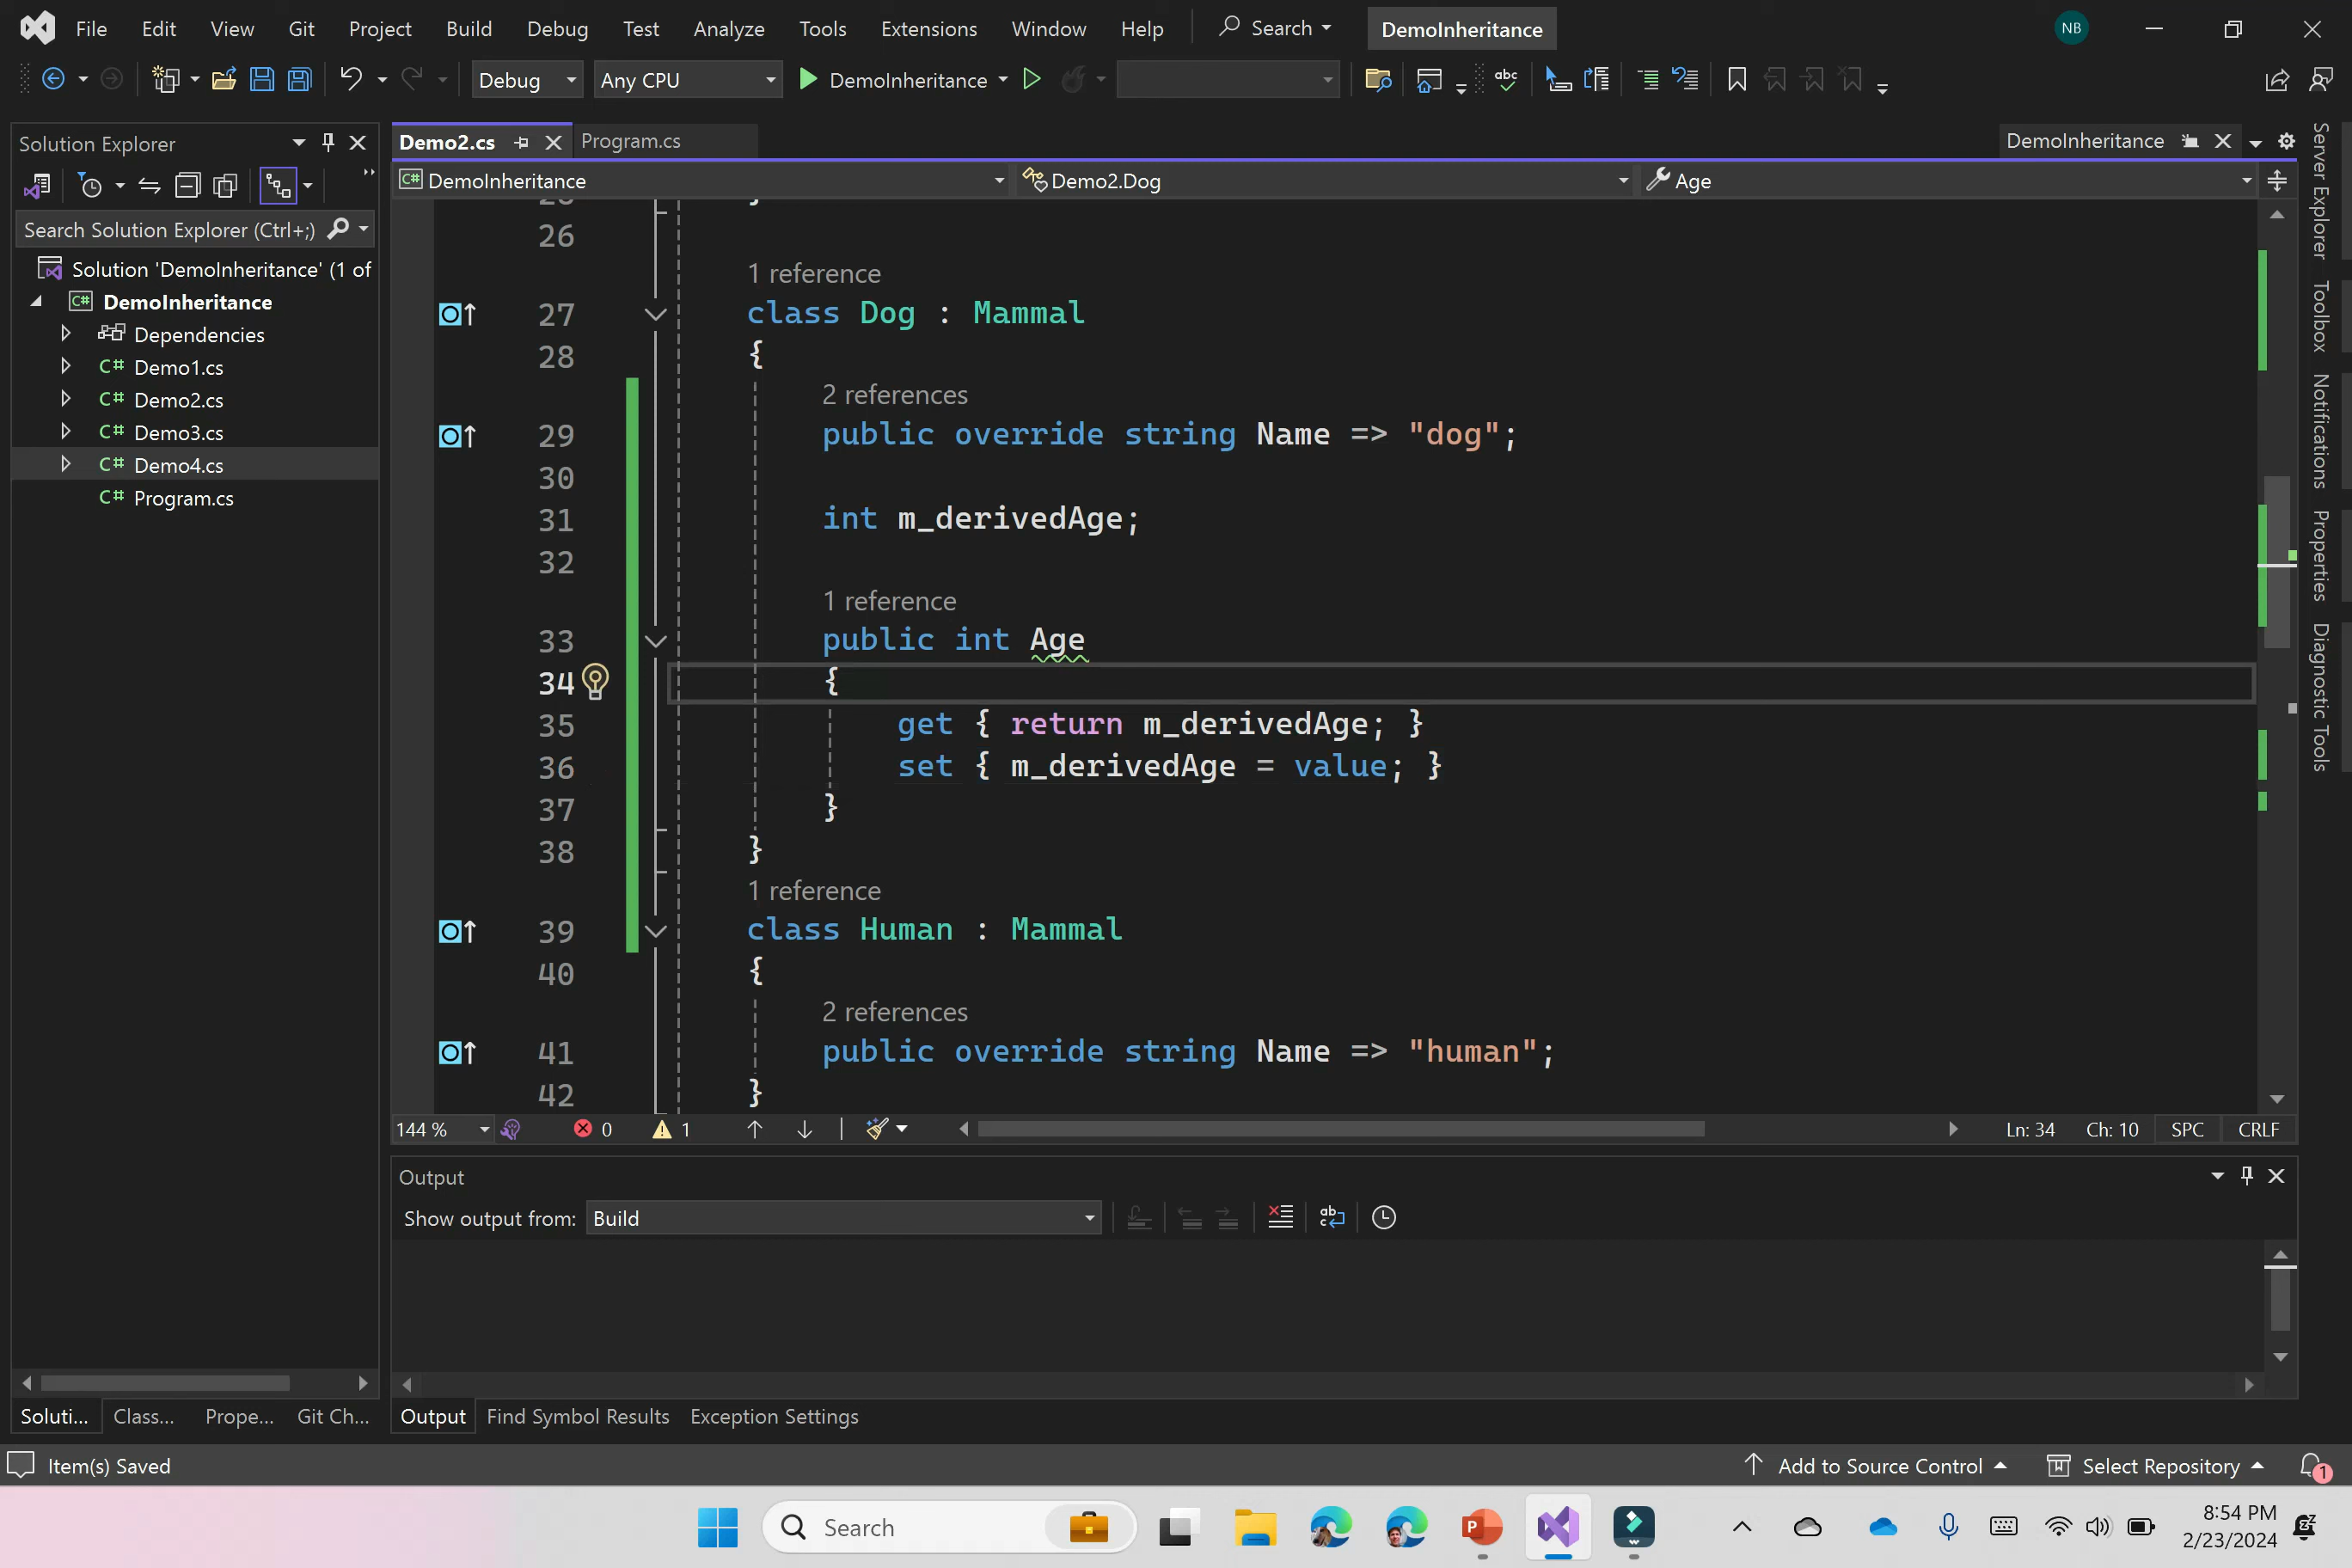 File Edit View Git Project Build Debug Test Analyze Tools Extensions Window Help Search DemoInheritance NB
Debug Any CPU DemoInheritance
Solution Explorer
Search Solution Explorer (Ctrl+;)
Solution 'DemoInheritance' (1 of
C# DemoInheritance
Dependencies
C# Demo1.cs
C# Demo2.cs
C# Demo3.cs
C# Demo4.cs
C# Program.cs
Demo2.cs Program.cs DemoInheritance
C# DemoInheritance Demo2.Dog Age
26
1 reference
27 class Dog : Mammal
28 {
2 references
29 public override string Name => "dog";
30
31 int m_derivedAge;
32
1 reference
33 public int Age
34 {
35 get { return m_derivedAge; }
36 set { m_derivedAge = value; }
37 }
38 }
1 reference
39 class Human : Mammal
40 {
2 references
41 public override string Name => "human";
42 }
144 % 0 1 Ln: 34 Ch: 10 SPC CRLF
Output
Show output from: Build
Soluti... Class... Prope... Git Ch... Output Find Symbol Results Exception Settings
Server Explorer
Toolbox
Notifications
Properties
Diagnostic Tools
Item(s) Saved Add to Source Control Select Repository 1
Search
8:54 PM
2/23/2024